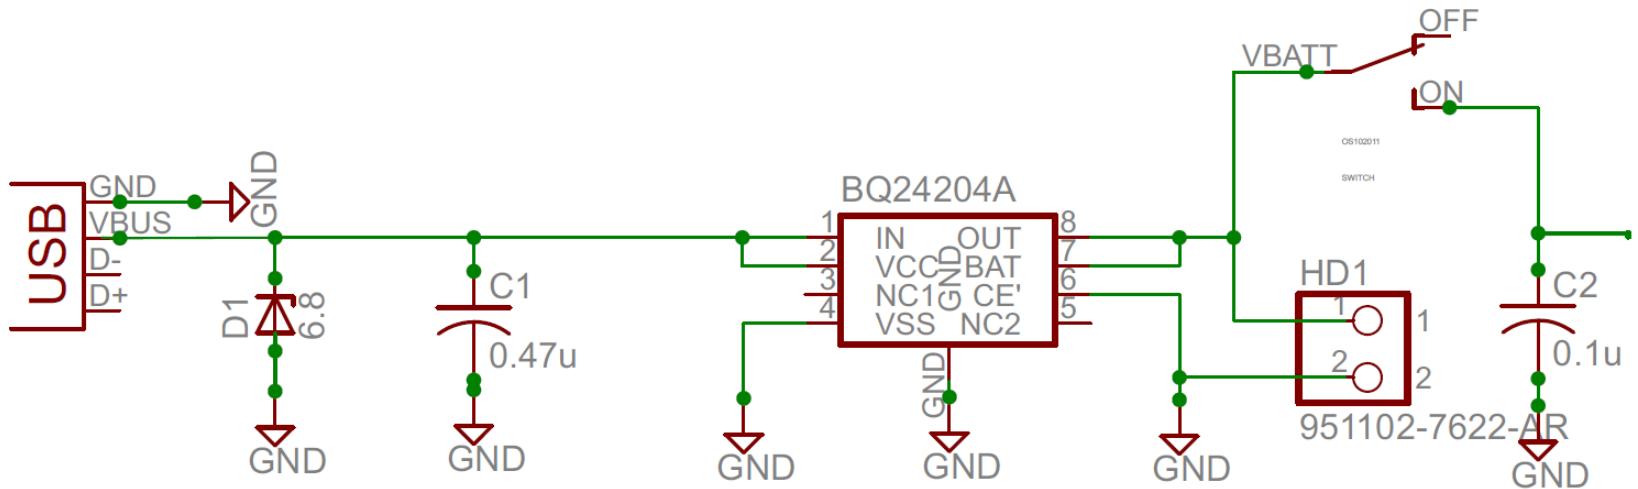 OFF
VBATT
ON
OS102011
SWITCH
USB
GND
VBUS
D-
D+
GND
D1
6.8
GND
C1
0.47u
GND
BQ24204A
1
2
3
4
IN
VCC
NC1
VSS
GND
OUT
BAT
CE'
NC2
8
7
6
5
GND
GND
GND
GND
HD1
1
2
1
2
951102-7622-AR
C2
0.1u
GND